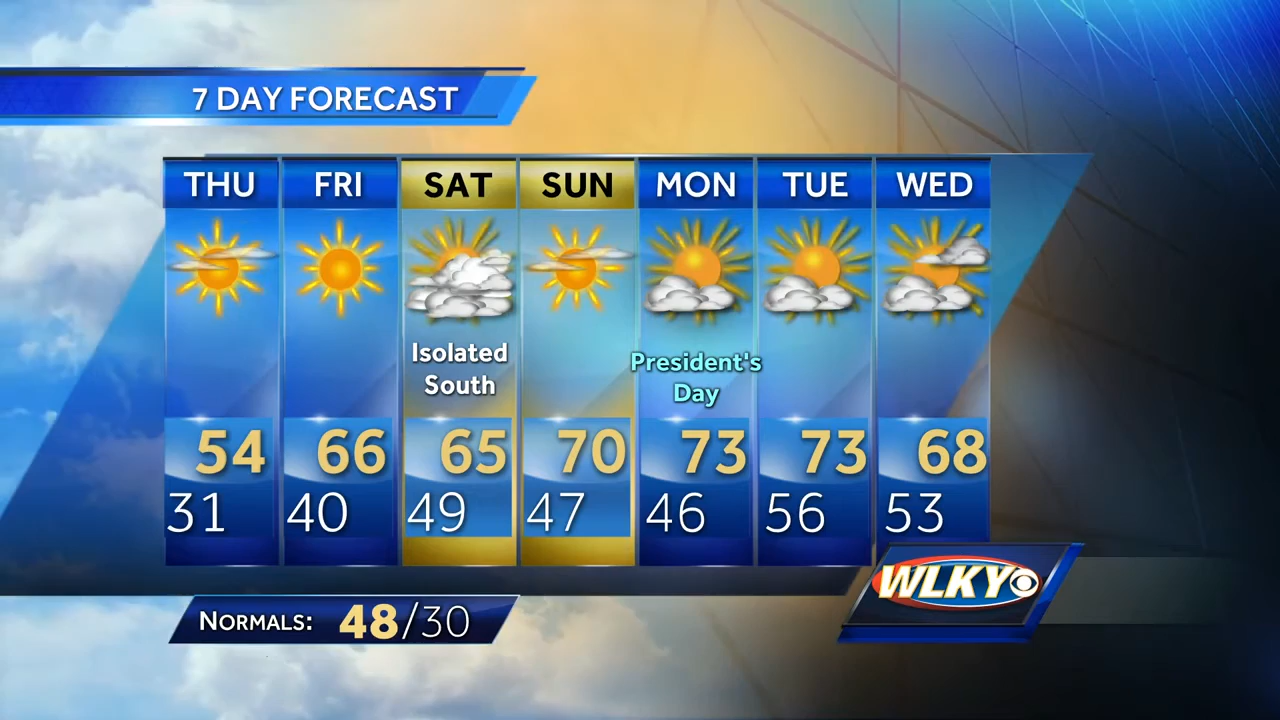 7 DAY FORECAST
THU FRI SAT SUN MON TUE WED
Isolated
South
President's
Day
54 66 65 70 73 73 68
31 40 49 47 46 56 53
NORMALS: 48/30
WLKY